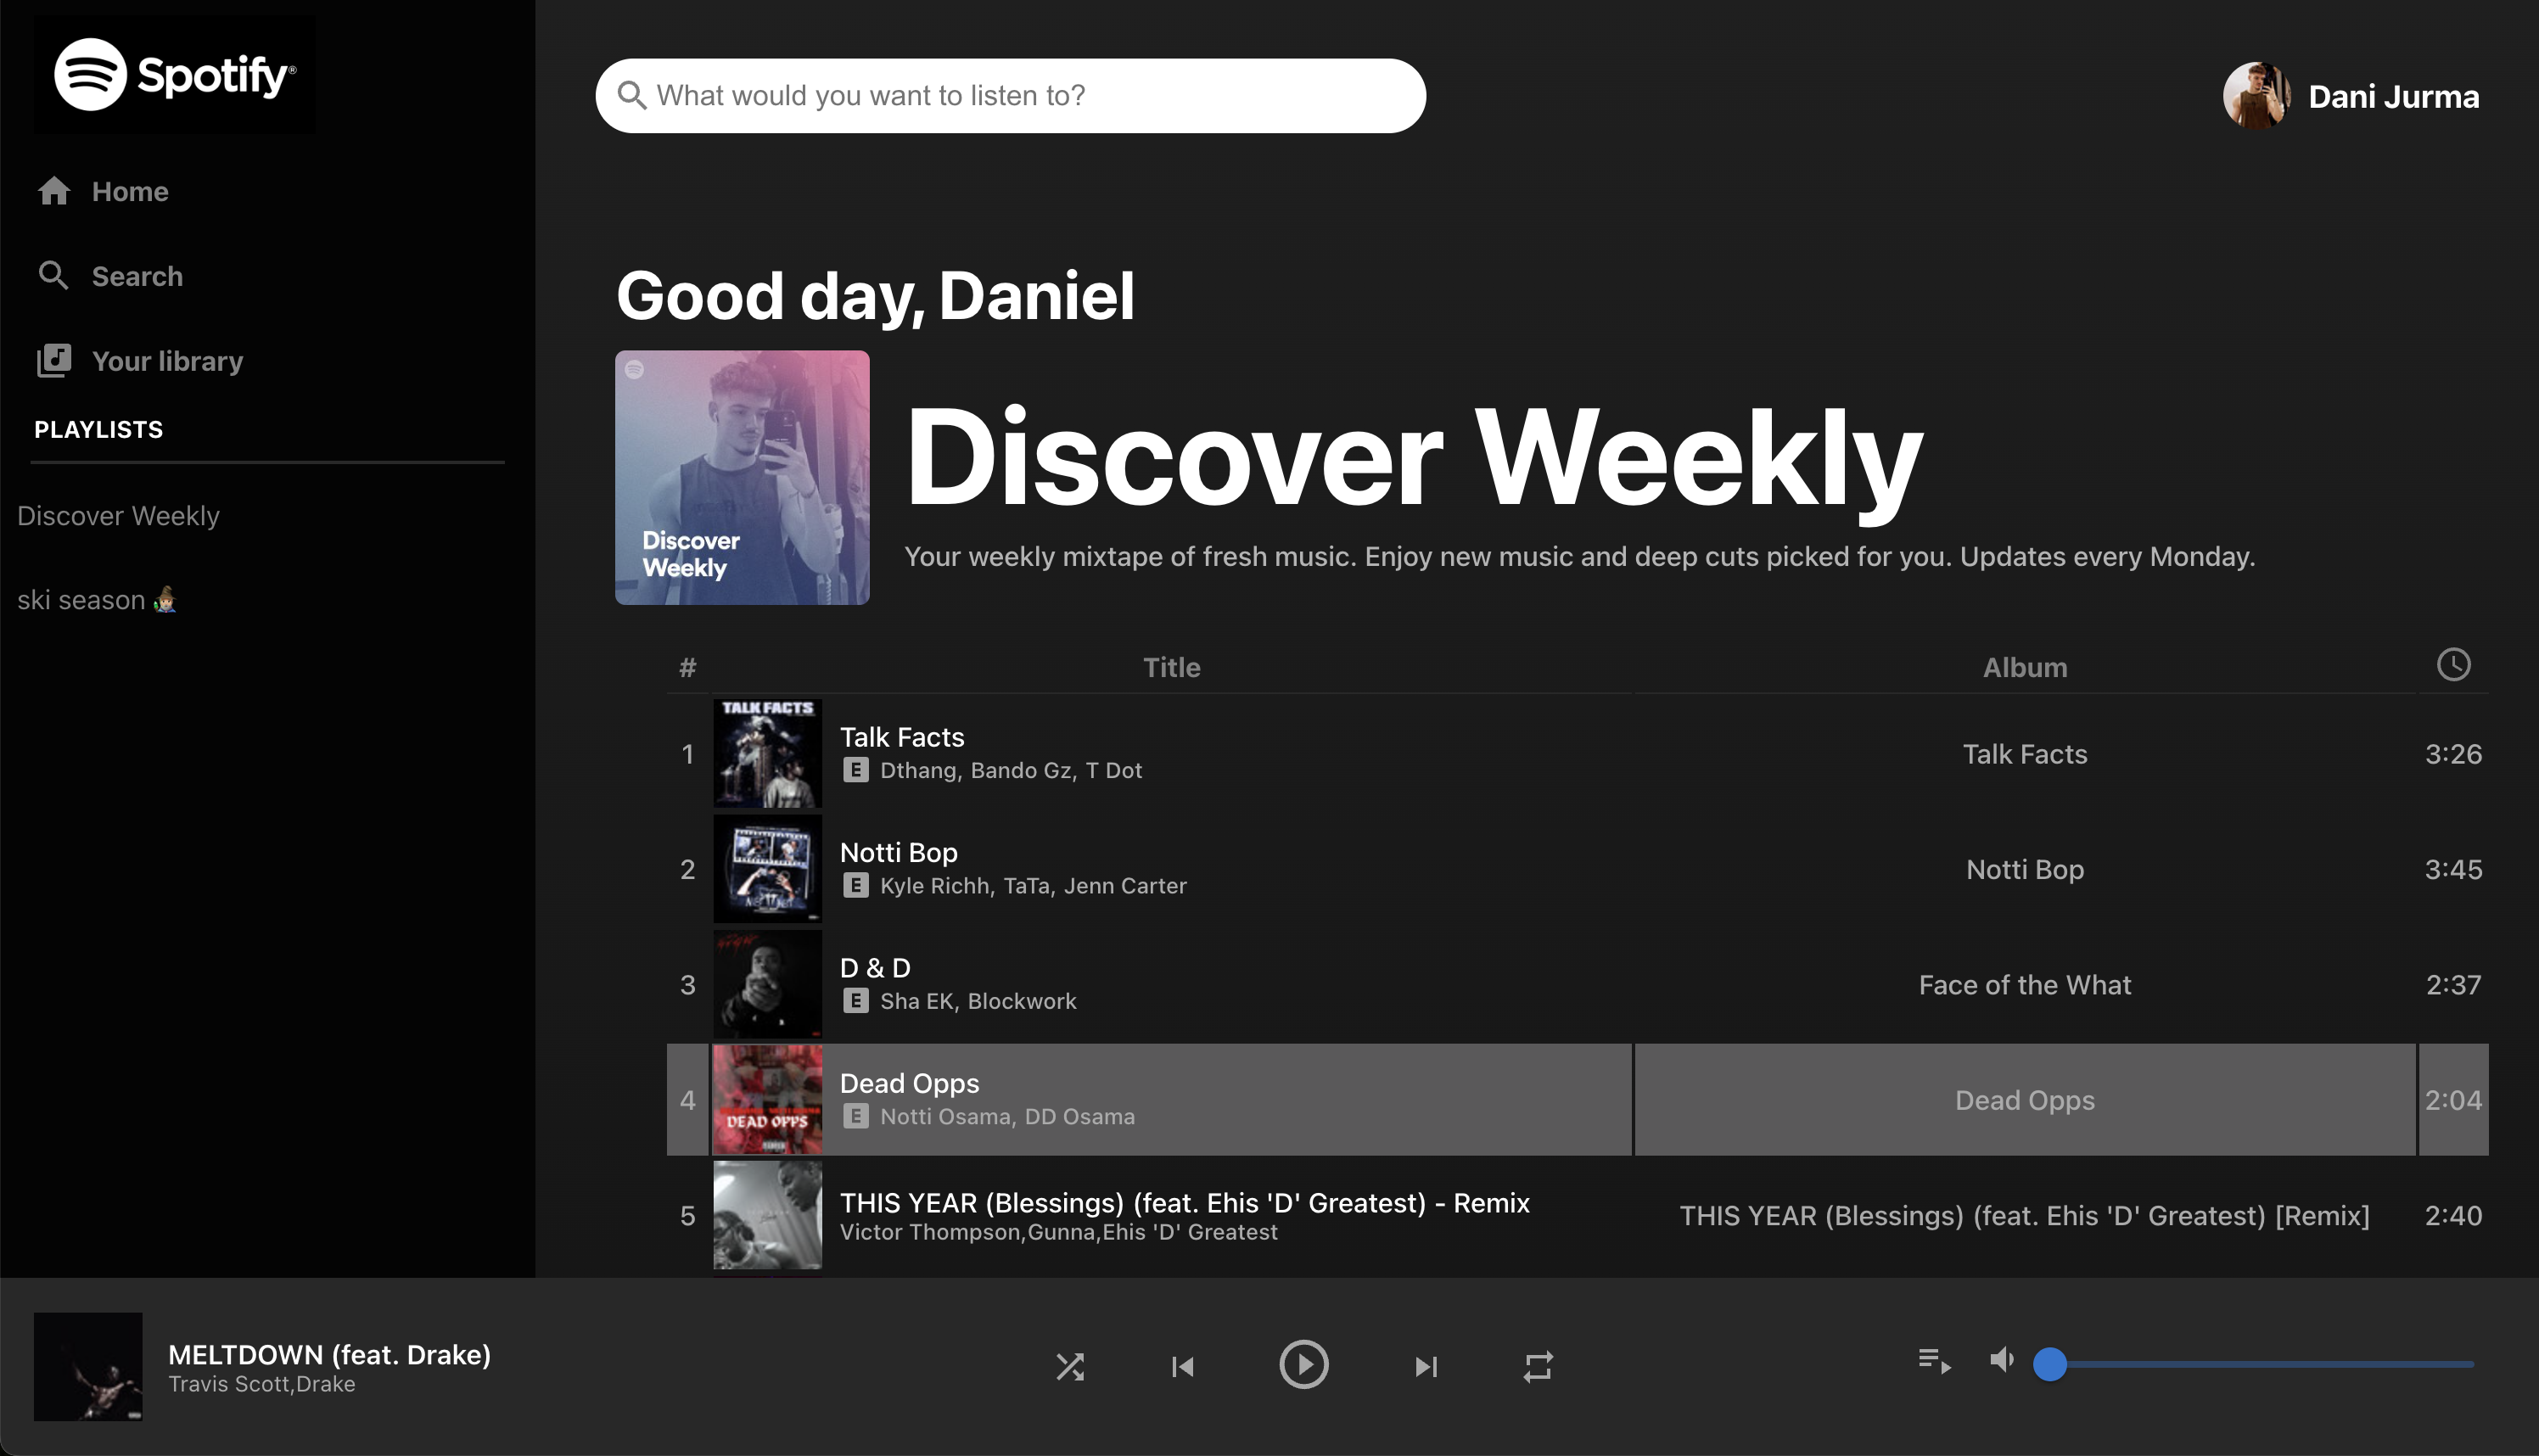 Spotify®
Home
Search
Your library
PLAYLISTS
Discover Weekly
ski season 🧙🏼‍♂️
What would you want to listen to?
Dani Jurma
Good day, Daniel
Discover
Weekly
Discover Weekly
Your weekly mixtape of fresh music. Enjoy new music and deep cuts picked for you. Updates every Monday.
# Title Album
TALK FACTS
1 Talk Facts Talk Facts 3:26
E Dthang, Bando Gz, T Dot
2 Notti Bop Notti Bop 3:45
E Kyle Richh, TaTa, Jenn Carter
3 D & D Face of the What 2:37
E Sha EK, Blockwork
4 Dead Opps Dead Opps 2:04
E Notti Osama, DD Osama
DEAD OPPS
5 THIS YEAR (Blessings) (feat. Ehis 'D' Greatest) - Remix THIS YEAR (Blessings) (feat. Ehis 'D' Greatest) [Remix] 2:40
Victor Thompson,Gunna,Ehis 'D' Greatest
MELTDOWN (feat. Drake)
Travis Scott,Drake